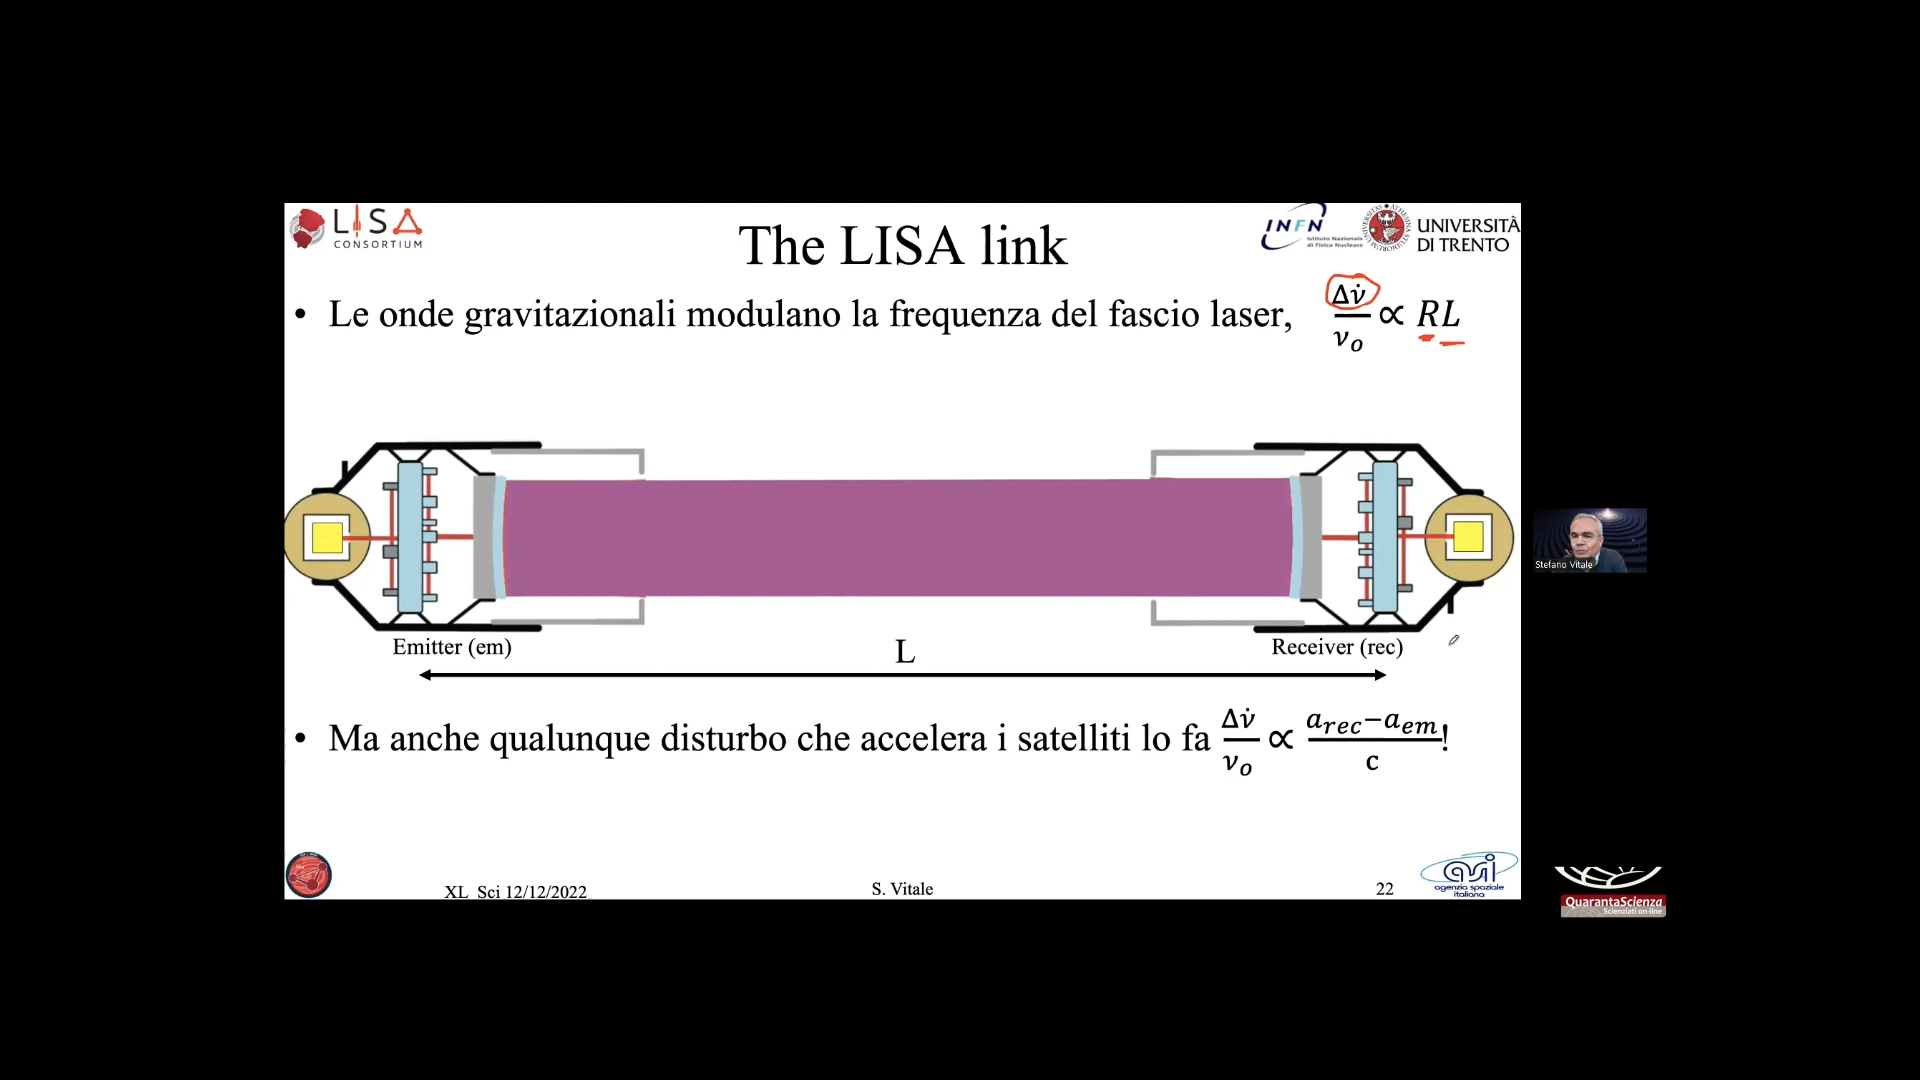 LISA
CONSORTIUM
The LISA link
INFN
Istituto Nazionale
di Fisica Nucleare
UNIVERSITÀ
DI TRENTO
• Le onde gravitazionali modulano la frequenza del fascio laser, Δν̇/ν₀ ∝ RL
Emitter (em)
L
Receiver (rec)
• Ma anche qualunque disturbo che accelera i satelliti lo fa Δν̇/ν₀ ∝ (a_rec−a_em)/c!
Stefano Vitale
XL Sci 12/12/2022
S. Vitale
22
asi
agenzia spaziale
italiana
QuarantaScienza
Scienziati on-line